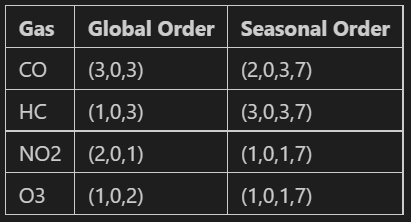 Gas Global Order Seasonal Order
CO (3,0,3) (2,0,3,7)
HC (1,0,3) (3,0,3,7)
NO2 (2,0,1) (1,0,1,7)
O3 (1,0,2) (1,0,1,7)